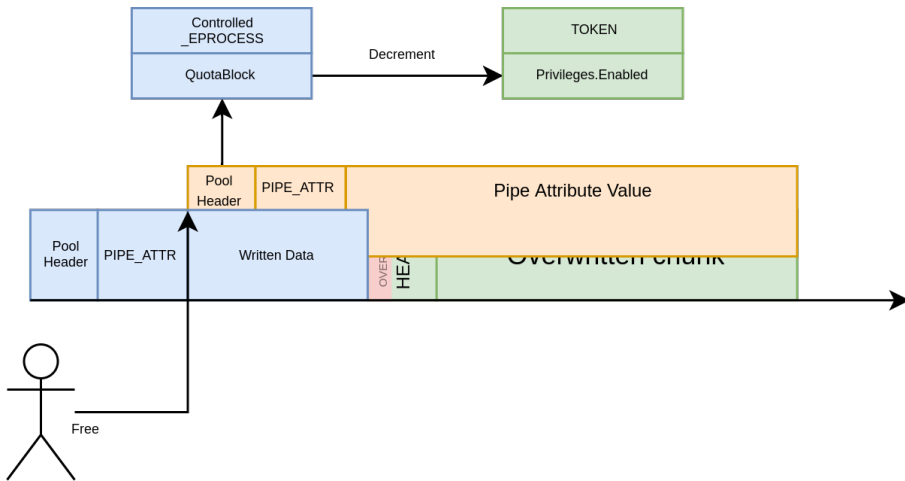 Controlled
_EPROCESS
TOKEN
Decrement
QuotaBlock
Privileges.Enabled
Pool
Header
PIPE_ATTR
Pipe Attribute Value
Pool
Header
PIPE_ATTR
Written Data
OVER
HEA
Overwritten chunk
Free